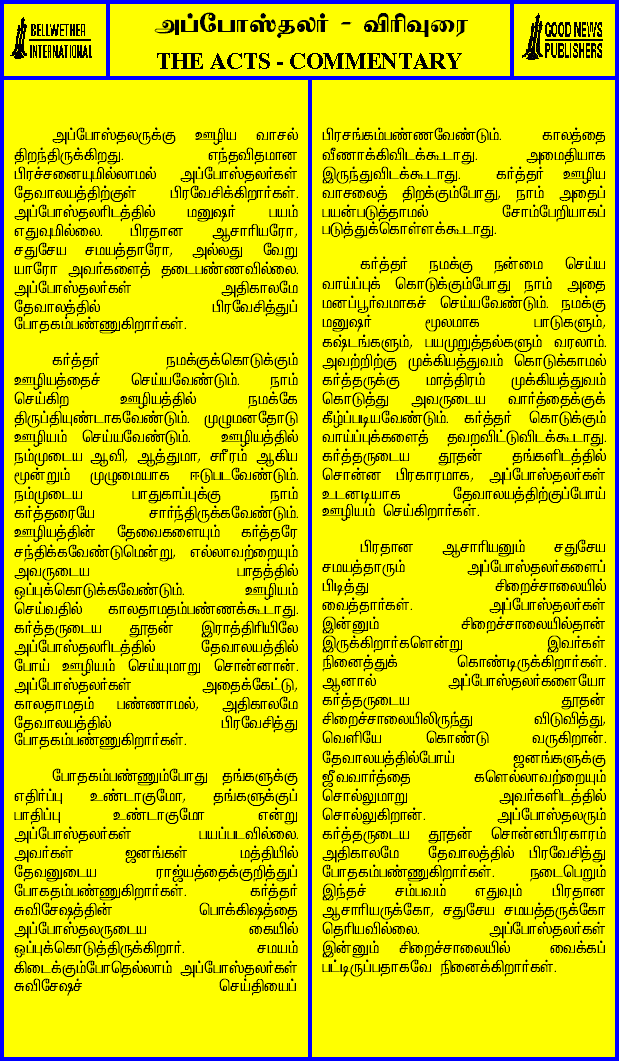 BELLWETHER
INTERNATIONAL
அப்போஸ்தலர் - விரிவுரை
THE ACTS - COMMENTARY
GOOD NEWS
PUBLISHERS
அப்போஸ்தலருக்கு ஊழிய வாசல்
திறந்திருக்கிறது. எந்தவிதமான
பிரச்சனையுமில்லாமல் அப்போஸ்தலர்கள்
தேவாலயத்திற்குள் பிரவேசிக்கிறார்கள்.
அப்போஸ்தலரிடத்தில் மனுஷர் பயம்
எதுவுமில்லை. பிரதான ஆசாரியரோ,
சதுசேய சமயத்தாரோ, அல்லது வேறு
யாரோ அவர்களைத் தடைபண்ணவில்லை.
அப்போஸ்தலர்கள் அதிகாலமே
தேவாலத்தில் பிரவேசித்துப்
போதகம்பண்ணுகிறார்கள்.
கர்த்தர் நமக்குக்கொடுக்கும்
ஊழியத்தைச் செய்யவேண்டும். நாம்
செய்கிற ஊழியத்தில் நமக்கே
திருப்தியுண்டாகவேண்டும். முழுமனதோடு
ஊழியம் செய்யவேண்டும். ஊழியத்தில்
நம்முடைய ஆவி, ஆத்துமா, சரீரம் ஆகிய
மூன்றும் முழுமையாக ஈடுபடவேண்டும்.
நம்முடைய பாதுகாப்புக்கு நாம்
கர்த்தரையே சார்ந்திருக்கவேண்டும்.
ஊழியத்தின் தேவைகளையும் கர்த்தரே
சந்திக்கவேண்டுமென்று, எல்லாவற்றையும்
அவருடைய பாதத்தில்
ஒப்புக்கொடுக்கவேண்டும். ஊழியம்
செய்வதில் காலதாமதம்பண்ணக்கூடாது.
கர்த்தருடைய தூதன் இராத்திரியிலே
அப்போஸ்தலரிடத்தில் தேவாலயத்தில்
போய் ஊழியம் செய்யுமாறு சொன்னான்.
அப்போஸ்தலர்கள் அதைக்கேட்டு,
காலதாமதம் பண்ணாமல், அதிகாலமே
தேவாலயத்தில் பிரவேசித்து
போதகம்பண்ணுகிறார்கள்.
போதகம்பண்ணும்போது தங்களுக்கு
எதிர்ப்பு உண்டாகுமோ, தங்களுக்குப்
பாதிப்பு உண்டாகுமோ என்று
அப்போஸ்தலர்கள் பயப்படவில்லை.
அவர்கள் ஜனங்கள் மத்தியில்
தேவனுடைய ராஜ்யத்தைக்குறித்துப்
போகதம்பண்ணுகிறார்கள். கர்த்தர்
சுவிசேஷத்தின் பொக்கிஷத்தை
அப்போஸ்தலருடைய கையில்
ஒப்புக்கொடுத்திருக்கிறார். சமயம்
கிடைக்கும்போதெல்லாம் அப்போஸ்தலர்கள்
சுவிசேஷச் செய்தியைப்
பிரசங்கம்பண்ணவேண்டும். காலத்தை
வீணாக்கிவிடக்கூடாது. அமைதியாக
இருந்துவிடக்கூடாது. கர்த்தர் ஊழிய
வாசலைத் திறக்கும்போது, நாம் அதைப்
பயன்படுத்தாமல் சோம்பேறியாகப்
படுத்துக்கொள்ளக்கூடாது.
கர்த்தர் நமக்கு நன்மை செய்ய
வாய்ப்புக் கொடுக்கும்போது நாம் அதை
மனப்பூர்வமாகச் செய்யவேண்டும். நமக்கு
மனுஷர் மூலமாக பாடுகளும்,
கஷ்டங்களும், பயமுறுத்தல்களும் வரலாம்.
அவற்றிற்கு முக்கியத்துவம் கொடுக்காமல்
கர்த்தருக்கு மாத்திரம் முக்கியத்துவம்
கொடுத்து அவருடைய வார்த்தைக்குக்
கீழ்ப்படியவேண்டும். கர்த்தர் கொடுக்கும்
வாய்ப்புக்களைத் தவறவிட்டுவிடக்கூடாது.
கர்த்தருடைய தூதன் தங்களிடத்தில்
சொன்ன பிரகாரமாக, அப்போஸ்தலர்கள்
உடனடியாக தேவாலயத்திற்குப்போய்
ஊழியம் செய்கிறார்கள்.
பிரதான ஆசாரியனும் சதுசேய
சமயத்தாரும் அப்போஸ்தலர்களைப்
பிடித்து சிறைச்சாலையில்
வைத்தார்கள். அப்போஸ்தலர்கள்
இன்னும் சிறைச்சாலையில்தான்
இருக்கிறார்களென்று இவர்கள்
நினைத்துக் கொண்டிருக்கிறார்கள்.
ஆனால் அப்போஸ்தலர்களையோ
கர்த்தருடைய தூதன்
சிறைச்சாலையிலிருந்து விடுவித்து,
வெளியே கொண்டு வருகிறான்.
தேவாலயத்தில்போய் ஜனங்களுக்கு
ஜீவவார்த்தை களெல்லாவற்றையும்
சொல்லுமாறு அவர்களிடத்தில்
சொல்லுகிறான். அப்போஸ்தலரும்
கர்த்தருடைய தூதன் சொன்னபிரகாரம்
அதிகாலமே தேவாலத்தில் பிரவேசித்து
போதகம்பண்ணுகிறார்கள். நடைபெறும்
இந்தச் சம்பவம் எதுவும் பிரதான
ஆசாரியருக்கோ, சதுசேய சமயத்தருக்கோ
தெரியவில்லை. அப்போஸ்தலர்கள்
இன்னும் சிறைச்சாலையில் வைக்கப்
பட்டிருப்பதாகவே நினைக்கிறார்கள்.